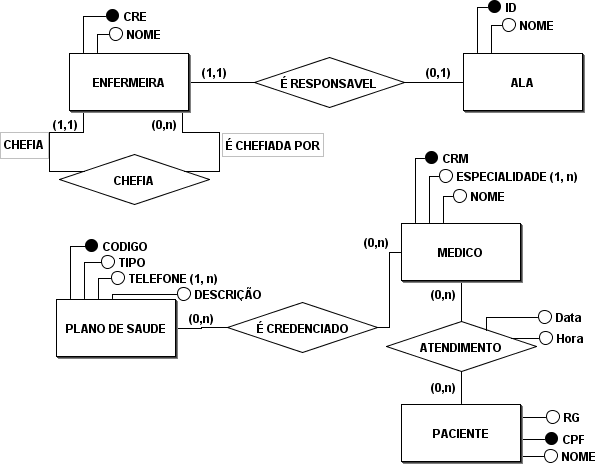 CRE
NOME
ENFERMEIRA
(1,1)
É RESPONSAVEL
(0,1)
ID
NOME
ALA
(1,1)
(0,n)
CHEFIA
É CHEFIADA POR
CHEFIA
CRM
ESPECIALIDADE (1, n)
NOME
(0,n)
MEDICO
CODIGO
TIPO
TELEFONE (1, n)
DESCRIÇÃO
PLANO DE SAUDE
(0,n)
É CREDENCIADO
(0,n)
Data
Hora
ATENDIMENTO
(0,n)
PACIENTE
RG
CPF
NOME